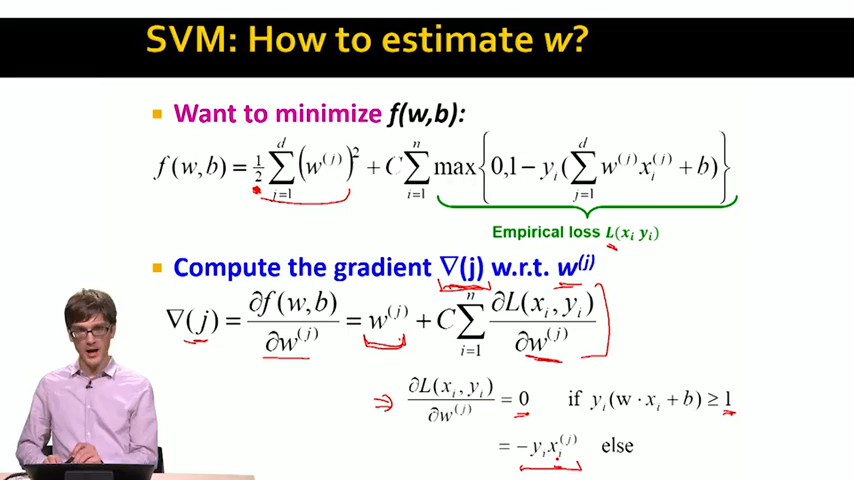 SVM: How to estimate w?
Want to minimize f(w,b):
f(w,b) = ½ ∑_{j=1}^{d} (w^{(j)})² + C ∑_{i=1}^{n} max{0,1 − y_i(∑_{j=1}^{d} w^{(j)} x_i^{(j)} + b)}
Empirical loss L(x_i y_i)
Compute the gradient ∇(j) w.r.t. w^{(j)}
∇(j) = ∂f(w,b)/∂w^{(j)} = w^{(j)} + C ∑_{i=1}^{n} ∂L(x_i, y_i)/∂w^{(j)}
⇒ ∂L(x_i, y_i)/∂w^{(j)} = 0 if y_i(w · x_i + b) ≥ 1
= −y_i x_i^{(j)} else